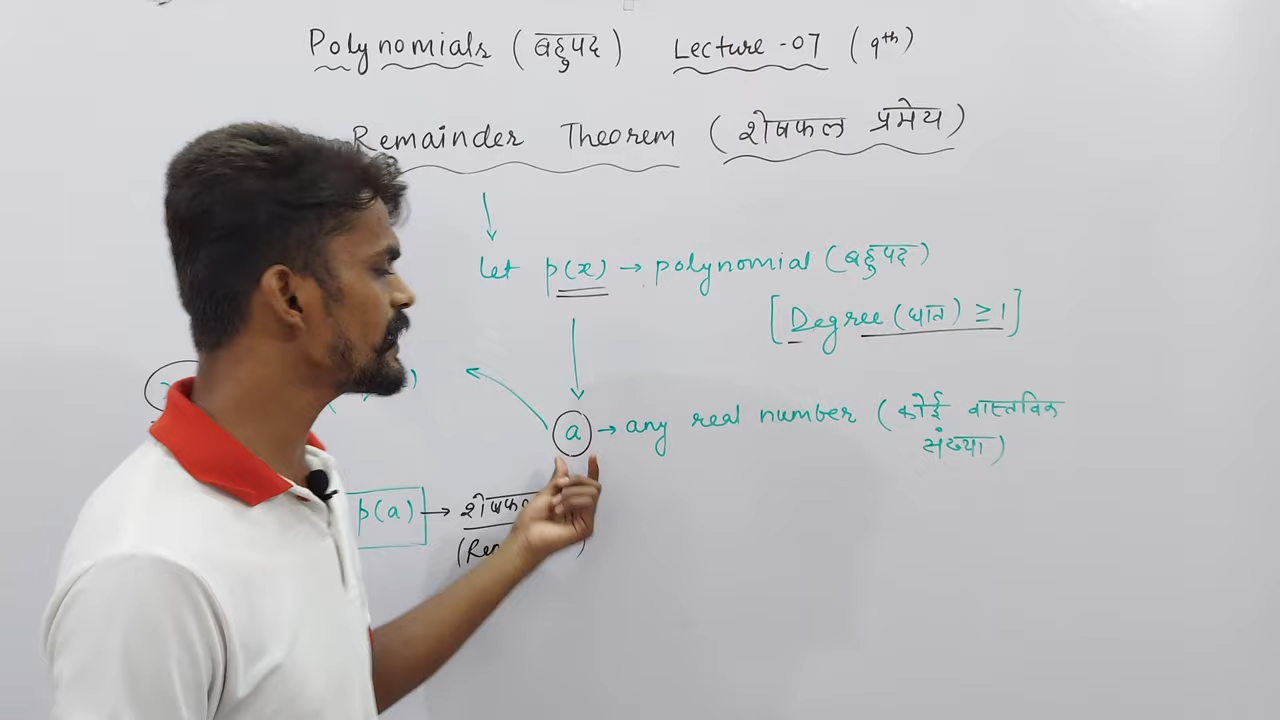 Polynomials (बहुपद) Lecture -07 (9th)
Remainder Theorem (शेषफल प्रमेय)
let p(x) → polynomial (बहुपद)
[Degree (घात) ≥ 1]
a → any real number (कोई वास्तविक
संख्या)
p(a) →